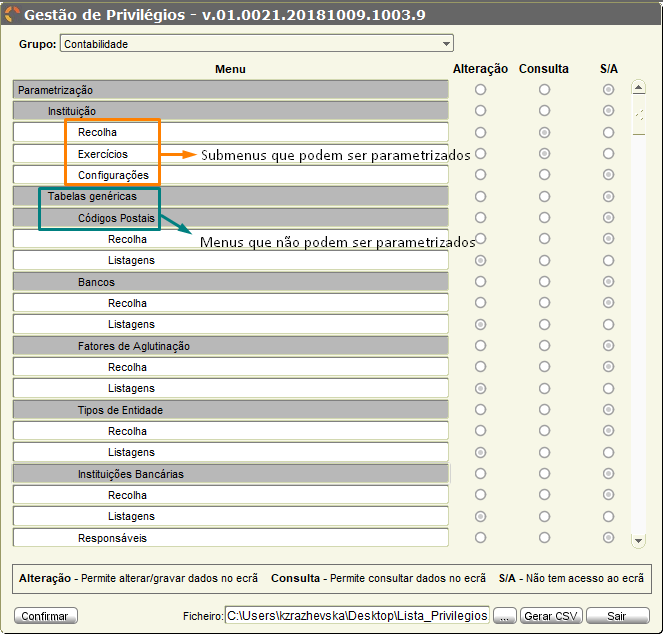 Gestão de Privilégios - v.01.0021.20181009.1003.9
Grupo: Contabilidade
Menu Alteração Consulta S/A
Parametrização
Instituição
Recolha
Exercícios Submenus que podem ser parametrizados
Configurações
Tabelas genéricas
Códigos Postais
Recolha Menus que não podem ser parametrizados
Listagens
Bancos
Recolha
Listagens
Fatores de Aglutinação
Recolha
Listagens
Tipos de Entidade
Recolha
Listagens
Instituições Bancárias
Recolha
Listagens
Responsáveis
Alteração - Permite alterar/gravar dados no ecrã Consulta - Permite consultar dados no ecrã S/A - Não tem acesso ao ecrã
Confirmar Ficheiro: C:\Users\kzrazhevska\Desktop\Lista_Privilegios ... Gerar CSV Sair